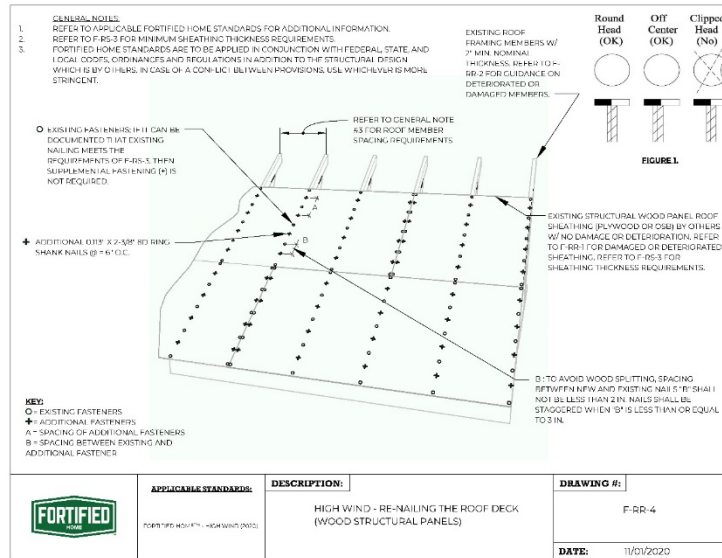 GENERAL NOTES:
1. REFER TO APPLICABLE FORTIFIED HOME STANDARDS FOR ADDITIONAL INFORMATION.
2. REFER TO F-RS-3 FOR MINIMUM SHEATHING THICKNESS REQUIREMENTS.
3. FORTIFIED HOME STANDARDS ARE TO BE APPLIED IN CONJUNCTION WITH FEDERAL, STATE, AND
LOCAL CODES, ORDINANCES AND REGULATIONS IN ADDITION TO THE STRUCTURAL DESIGN
WHICH IS BY OTHERS. IN CASE OF A CONFLICT BETWEEN PROVISIONS, USE WHICHEVER IS MORE
STRINGENT.
EXISTING ROOF
FRAMING MEMBERS W/
2" MIN. NOMINAL
THICKNESS. REFER TO F-
RR-2 FOR GUIDANCE ON
DETERIORATED OR
DAMAGED MEMBERS.
Round
Head
(OK)
Off
Center
(OK)
Clipped
Head
(No)
FIGURE 1.
REFER TO GENERAL NOTE
#3 FOR ROOF MEMBER
SPACING REQUIREMENTS
EXISTING FASTENERS; IF IT CAN BE
DOCUMENTED THAT EXISTING
NAILING MEETS THE
REQUIREMENTS OF F-RS-3, THEN
SUPPLEMENTAL FASTENING (+) IS
NOT REQUIRED.
A
B
+ ADDITIONAL 0.113" X 2-3/8" 8D RING
SHANK NAILS @ = 6" O.C.
EXISTING STRUCTURAL WOOD PANEL ROOF
SHEATHING (PLYWOOD OR OSB) BY OTHERS
W/ NO DAMAGE OR DETERIORATION. REFER
TO F-RR-1 FOR DAMAGED OR DETERIORATED
SHEATHING. REFER TO F-RS-3 FOR
SHEATHING THICKNESS REQUIREMENTS.
B : TO AVOID WOOD SPLITTING, SPACING
BETWEEN NEW AND EXISTING NAILS "B" SHALL
NOT BE LESS THAN 2 IN. NAILS SHALL BE
STAGGERED WHEN "B" IS LESS THAN OR EQUAL
TO 3 IN.
KEY:
O = EXISTING FASTENERS
+ = ADDITIONAL FASTENERS
A = SPACING OF ADDITIONAL FASTENERS
B = SPACING BETWEEN EXISTING AND
ADDITIONAL FASTENER
FORTIFIED
HOME
APPLICABLE STANDARDS:
FORTIFIED HOME™ - HIGH WIND (2020)
DESCRIPTION:
HIGH WIND - RE-NAILING THE ROOF DECK
(WOOD STRUCTURAL PANELS)
DRAWING #:
F-RR-4
DATE: 11/01/2020